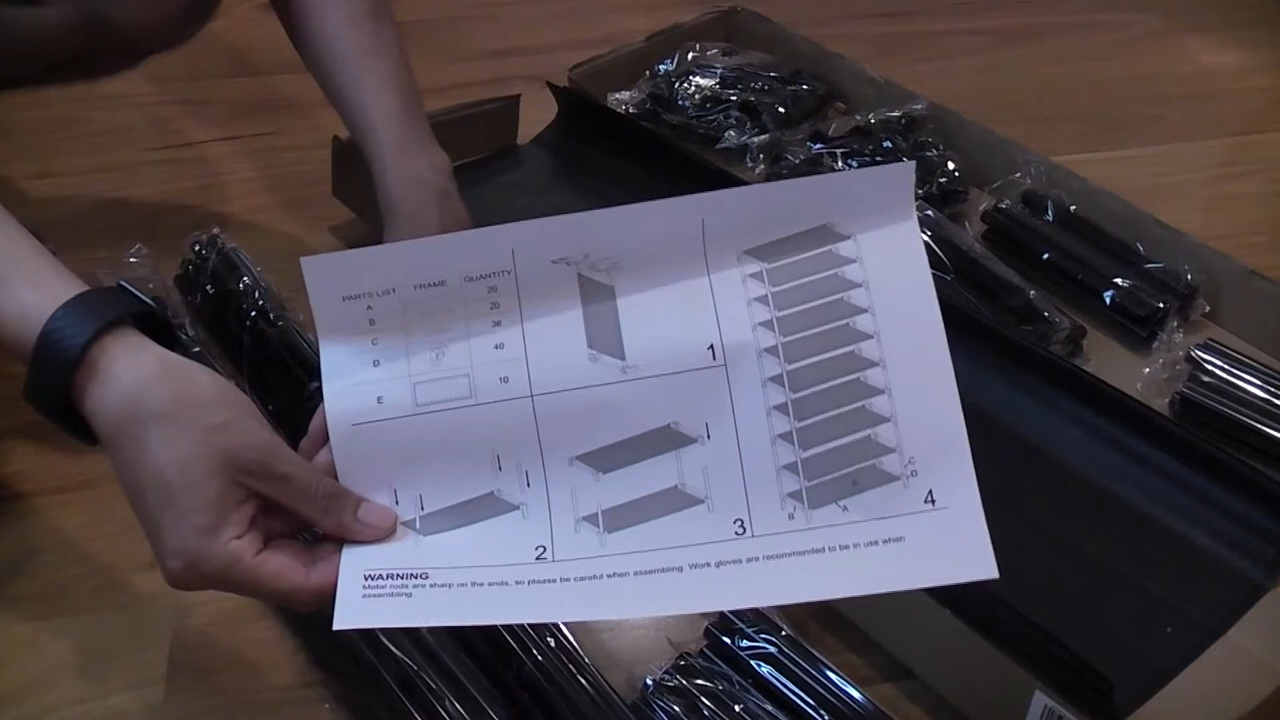 PARTS LIST FRAME QUANTITY
A 20
B 20
C 36
D 40
E 10
1
2
3
C
D
E
B A
4
WARNING
Metal rods are sharp on the ends, so please be careful when assembling. Work gloves are recommended to be in use when
assembling.